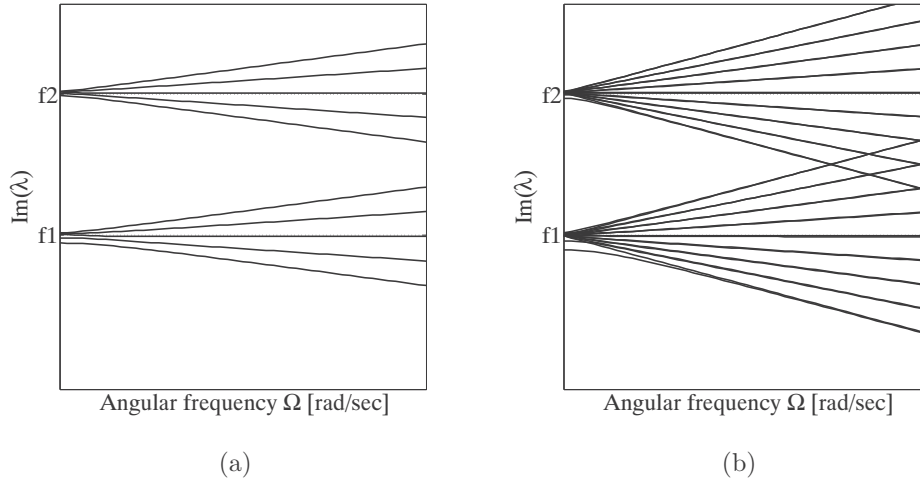 f2
Im(λ)
f1
Angular frequency Ω [rad/sec]
(a)
f2
Im(λ)
f1
Angular frequency Ω [rad/sec]
(b)